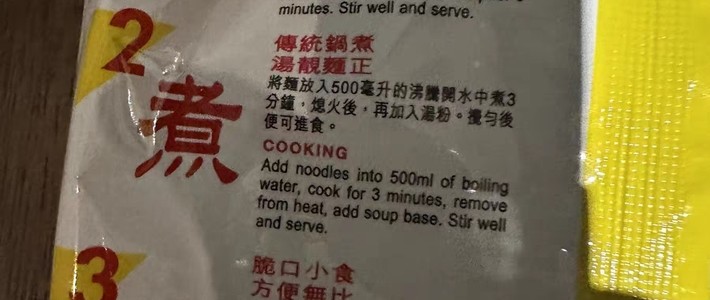 minutes. Stir well and serve.
2
煮
傳統鍋煮
湯靚麵正
將麵放入500毫升的沸騰開水中煮3
分鐘，熄火後，再加入湯粉。攪勻後
便可進食。
COOKING
Add noodles into 500ml of boiling
water, cook for 3 minutes, remove
from heat, add soup base. Stir well
and serve.
3
脆口小食
方便無比